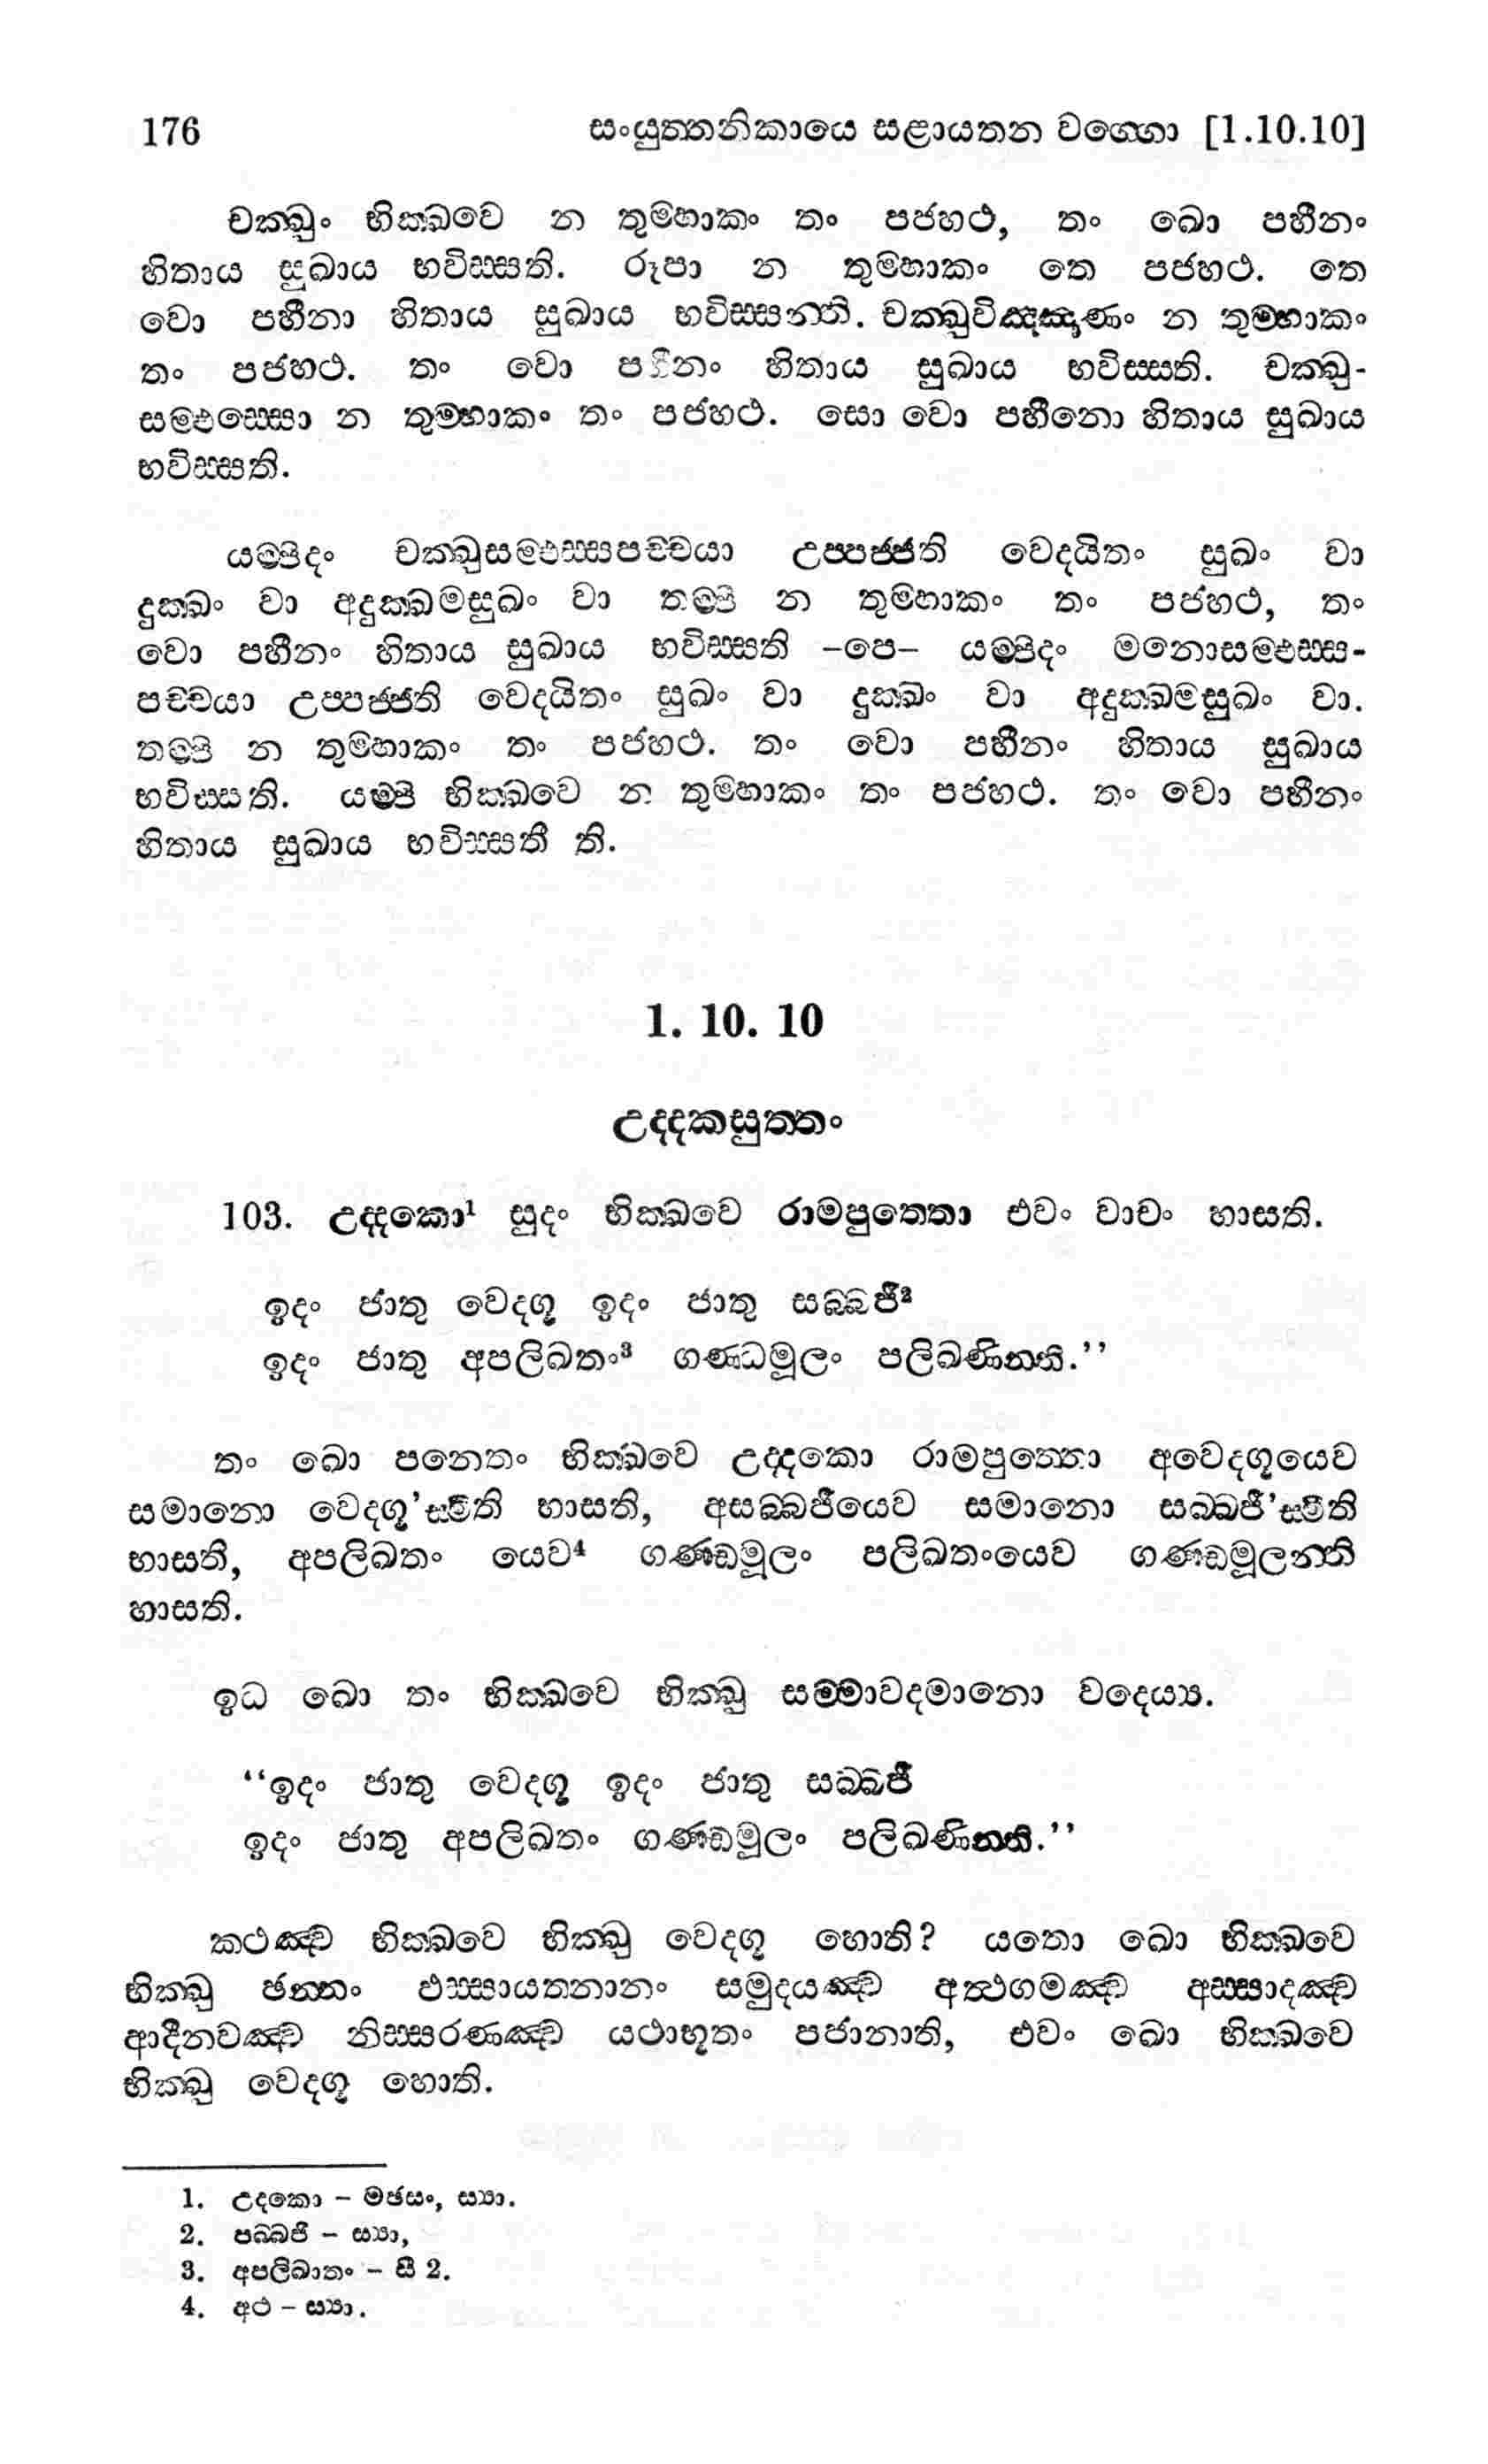 176 සංයුත්තනිකායෙ සළායතන වග්ගො [1.10.10]
චක්ඛුං භික්ඛවෙ න තුම්හාකං තං පජහථ, තං ඛො පහීනං
හිතාය සුඛාය භවිස්සති. රූපා න තුම්හාකං තෙ පජහථ. තෙ
වො පහීනා හිතාය සුඛාය භවිස්සන්ති. චක්ඛුවිඤ්ඤාණං න තුම්හාකං
තං පජහථ. තං වො පහීනං හිතාය සුඛාය භවිස්සති. චක්ඛු-
සම්ඵස්සො න තුම්හාකං තං පජහථ. සො වො පහීනො හිතාය සුඛාය
භවිස්සති.
යම්පිදං චක්ඛුසම්ඵස්සපච්චයා උප්පජ්ජති වෙදයිතං සුඛං වා
දුක්ඛං වා අදුක්ඛමසුඛං වා තම්පි න තුම්හාකං තං පජහථ, තං
වො පහීනං හිතාය සුඛාය භවිස්සති –පෙ– යම්පිදං මනොසම්ඵස්ස-
පච්චයා උප්පජ්ජති වෙදයිතං සුඛං වා දුක්ඛං වා අදුක්ඛමසුඛං වා.
තම්පි න තුම්හාකං තං පජහථ. තං වො පහීනං හිතාය සුඛාය
භවිස්සති. යම්පි භික්ඛවෙ න තුම්හාකං තං පජහථ. තං වො පහීනං
හිතාය සුඛාය භවිස්සතී ති.
1. 10. 10
උද්දකසුත්තං
103. උද්දකො¹ සුදං භික්ඛවෙ රාමපුත්තො එවං වාචං භාසති.
ඉදං ජාතු වෙදගූ ඉදං ජාතු සබ්බජී²
ඉදං ජාතු අපලිඛතං³ ගණ්ඩමූලං පලිඛණින්ති.’’
තං ඛො පනෙතං භික්ඛවෙ උද්දකො රාමපුත්තො අවෙදගූයෙව
සමානො වෙදගූ’ස්මීති භාසති, අසබ්බජීයෙව සමානො සබ්බජී’ස්මීති
භාසති, අපලිඛතං යෙව⁴ ගණ්ඩමූලං පලිඛතංයෙව ගණ්ඩමූලන්ති
භාසති.
ඉධ ඛො තං භික්ඛවෙ භික්ඛු සම්මාවදමානො වදෙය්‍ය.
‘‘ඉදං ජාතු වෙදගූ ඉදං ජාතු සබ්බජී
ඉදං ජාතු අපලිඛතං ගණ්ඩමූලං පලිඛණින්ති.’’
කථඤ්ච භික්ඛවෙ භික්ඛු වෙදගූ හොති? යතො ඛො භික්ඛවෙ
භික්ඛු ඡන්නං ඵස්සායතනානං සමුදයඤ්ච අත්ථගමඤ්ච අස්සාදඤ්ච
ආදීනවඤ්ච නිස්සරණඤ්ච යථාභූතං පජානාති, එවං ඛො භික්ඛවෙ
භික්ඛු වෙදගූ හොති.
1. උදකො – මඡසං, ස්‍යා.
2. පබ්බජි – ස්‍යා,
3. අපලිඛාතං – සී 2.
4. අථ – ස්‍යා.